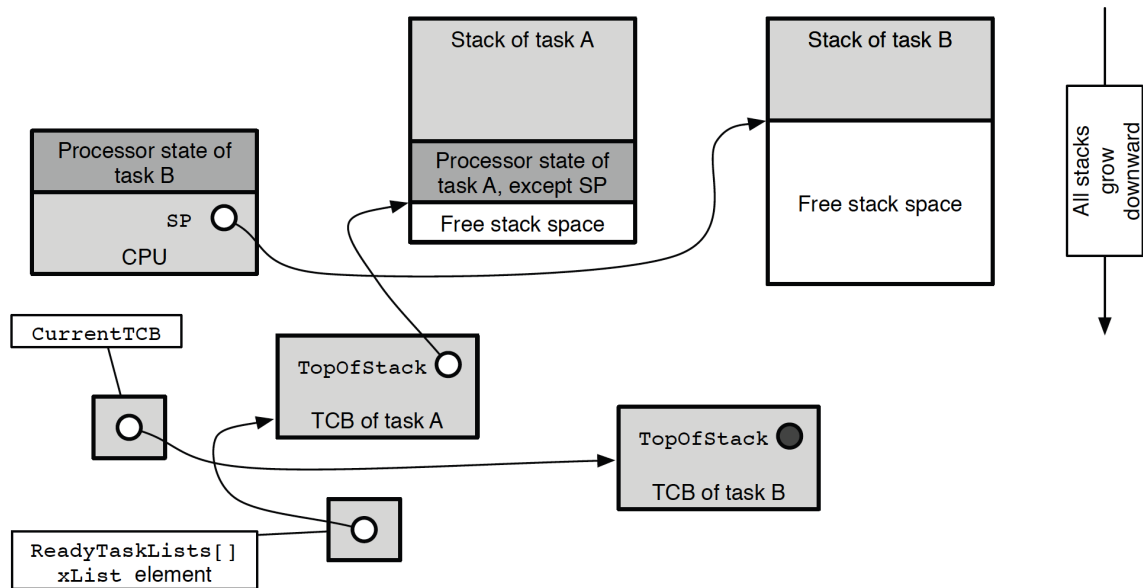 Stack of task A
Stack of task B
Processor state of
task B
SP
CPU
Processor state of
task A, except SP
Free stack space
Free stack space
All stacks
grow
downward
CurrentTCB
TopOfStack
TCB of task A
TopOfStack
TCB of task B
ReadyTaskLists[]
xList element